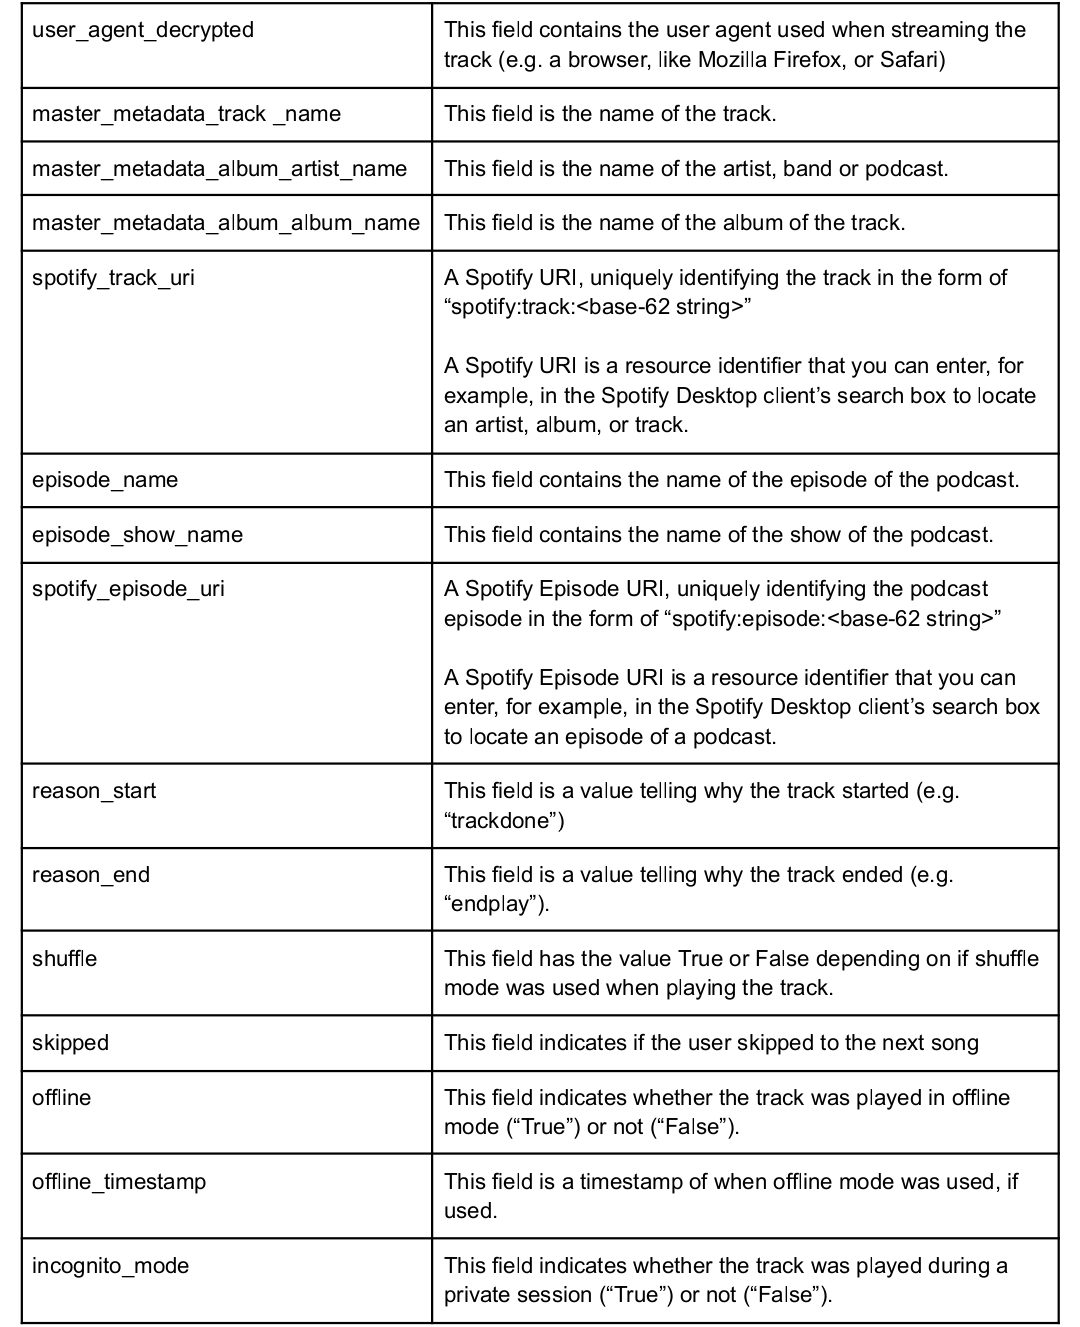 user_agent_decrypted
This field contains the user agent used when streaming the
track (e.g. a browser, like Mozilla Firefox, or Safari)
master_metadata_track _name
This field is the name of the track.
master_metadata_album_artist_name
This field is the name of the artist, band or podcast.
master_metadata_album_album_name
This field is the name of the album of the track.
spotify_track_uri
A Spotify URI, uniquely identifying the track in the form of
“spotify:track:<base-62 string>”
A Spotify URI is a resource identifier that you can enter, for
example, in the Spotify Desktop client’s search box to locate
an artist, album, or track.
episode_name
This field contains the name of the episode of the podcast.
episode_show_name
This field contains the name of the show of the podcast.
spotify_episode_uri
A Spotify Episode URI, uniquely identifying the podcast
episode in the form of “spotify:episode:<base-62 string>”
A Spotify Episode URI is a resource identifier that you can
enter, for example, in the Spotify Desktop client’s search box
to locate an episode of a podcast.
reason_start
This field is a value telling why the track started (e.g.
“trackdone”)
reason_end
This field is a value telling why the track ended (e.g.
“endplay”).
shuffle
This field has the value True or False depending on if shuffle
mode was used when playing the track.
skipped
This field indicates if the user skipped to the next song
offline
This field indicates whether the track was played in offline
mode (“True”) or not (“False”).
offline_timestamp
This field is a timestamp of when offline mode was used, if
used.
incognito_mode
This field indicates whether the track was played during a
private session (“True”) or not (“False”).